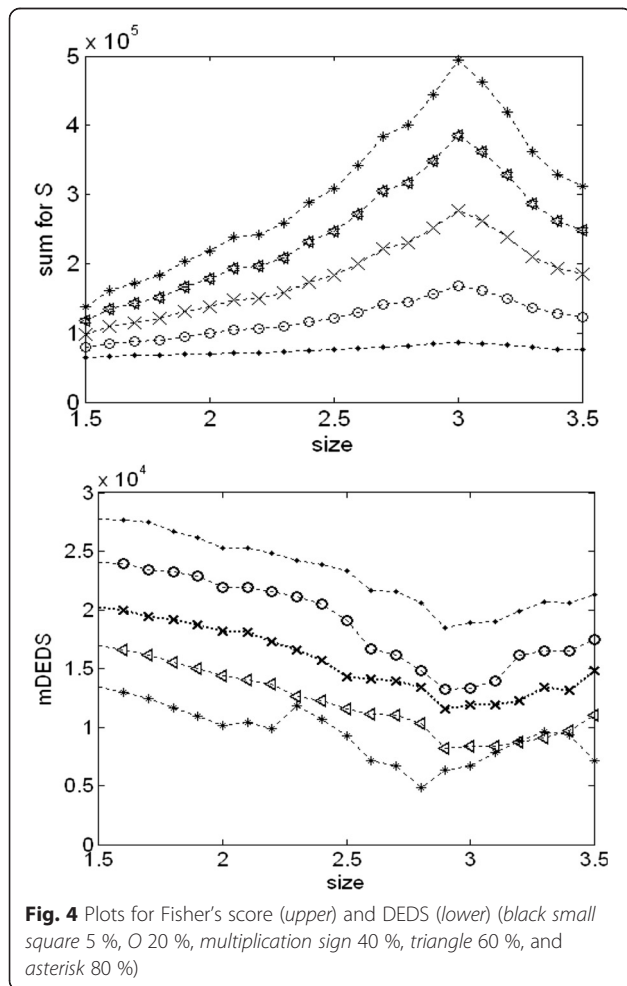 × 10^5
5
4
3
2
1
0
sum for S
1.5 2 2.5 3 3.5
size
× 10^4
3
2.5
2
1.5
1
0.5
0
mDEDS
1.5 2 2.5 3 3.5
size
Fig. 4 Plots for Fisher's score (upper) and DEDS (lower) (black small
square 5 %, O 20 %, multiplication sign 40 %, triangle 60 %, and
asterisk 80 %)